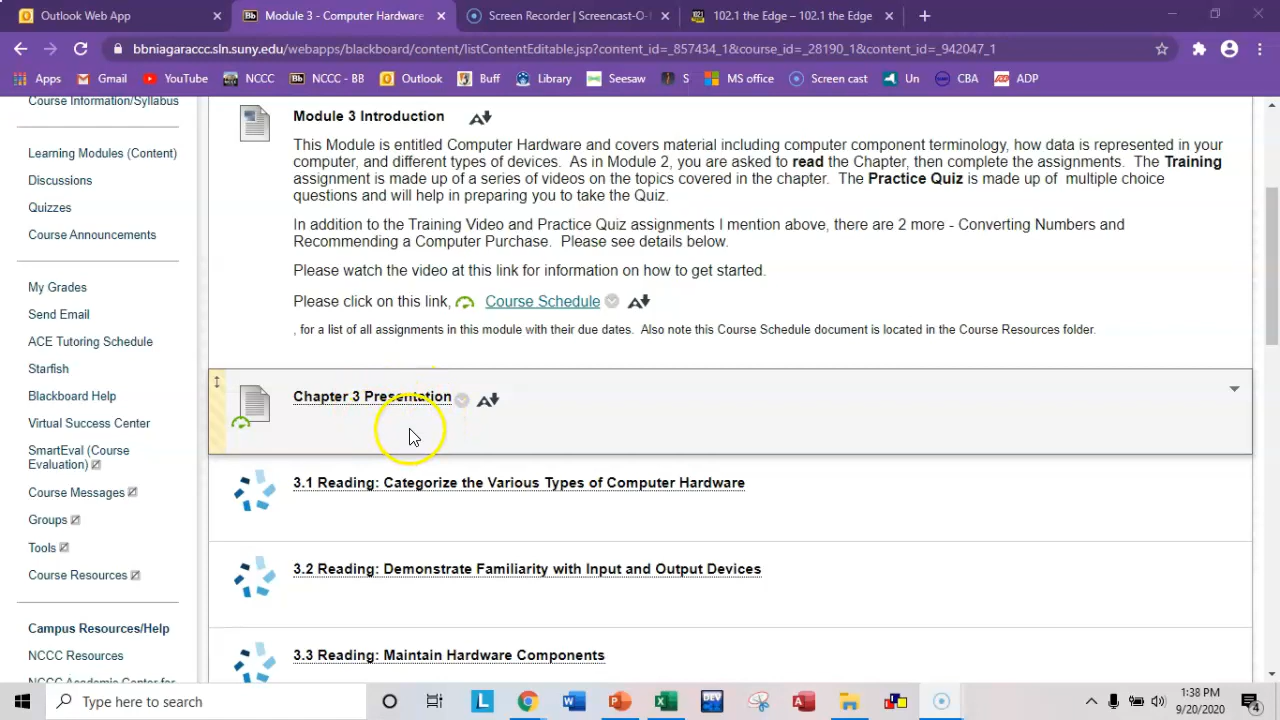 Outlook Web App
Bb Module 3 - Computer Hardware
Screen Recorder | Screencast-O-
102.1 the Edge – 102.1 the Edge
bbniagaraccc.sln.suny.edu/webapps/blackboard/content/listContentEditable.jsp?content_id=_857434_1&course_id=_28190_1&content_id=_942047_1
Apps Gmail YouTube NCCC Bb NCCC - BB Outlook Buff Library Seesaw S MS office Screen cast Un CBA ADP
Course Information/Syllabus
Learning Modules (Content)
Discussions
Quizzes
Course Announcements
My Grades
Send Email
ACE Tutoring Schedule
Starfish
Blackboard Help
Virtual Success Center
SmartEval (Course
Evaluation)
Course Messages
Groups
Tools
Course Resources
Campus Resources/Help
NCCC Resources
NCCC Academic Center for
Module 3 Introduction
This Module is entitled Computer Hardware and covers material including computer component terminology, how data is represented in your
computer, and different types of devices. As in Module 2, you are asked to read the Chapter, then complete the assignments. The Training
assignment is made up of a series of videos on the topics covered in the chapter. The Practice Quiz is made up of multiple choice
questions and will help in preparing you to take the Quiz.
In addition to the Training Video and Practice Quiz assignments I mention above, there are 2 more - Converting Numbers and
Recommending a Computer Purchase. Please see details below.
Please watch the video at this link for information on how to get started.
Please click on this link, Course Schedule
, for a list of all assignments in this module with their due dates. Also note this Course Schedule document is located in the Course Resources folder.
Chapter 3 Presentation
3.1 Reading: Categorize the Various Types of Computer Hardware
3.2 Reading: Demonstrate Familiarity with Input and Output Devices
3.3 Reading: Maintain Hardware Components
Type here to search
1:38 PM
9/20/2020